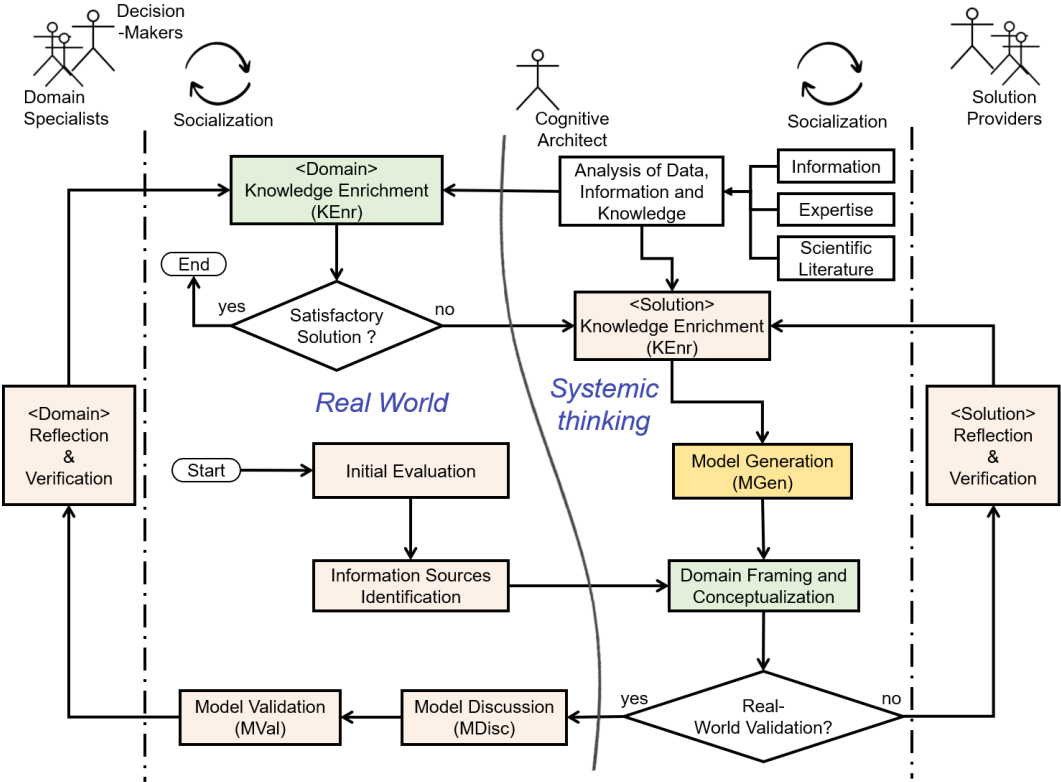 Decision
-Makers
Domain
Specialists
Socialization
Cognitive
Architect
Socialization
Solution
Providers
<Domain>
Knowledge Enrichment
(KEnr)
Analysis of Data,
Information and
Knowledge
Information
Expertise
Scientific
Literature
End
yes
Satisfactory
Solution ?
no
<Solution>
Knowledge Enrichment
(KEnr)
Real World
Systemic
thinking
<Domain>
Reflection
&
Verification
<Solution>
Reflection
&
Verification
Start
Initial Evaluation
Model Generation
(MGen)
Information Sources
Identification
Domain Framing and
Conceptualization
Model Validation
(MVal)
Model Discussion
(MDisc)
yes
Real-
World Validation?
no